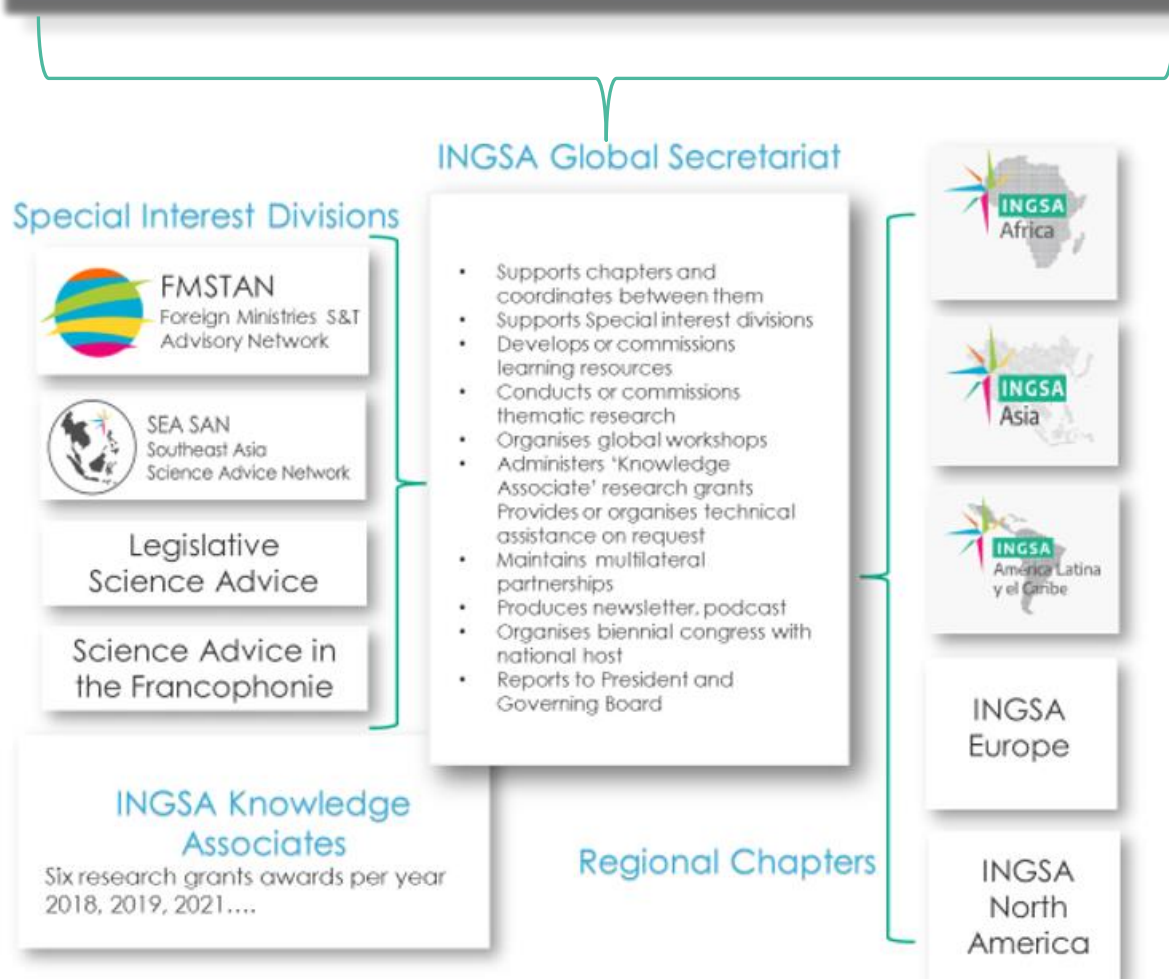 INGSA Global Secretariat
Special Interest Divisions
FMSTAN
Foreign Ministries S&T
Advisory Network
SEA SAN
Southeast Asia
Science Advice Network
Legislative
Science Advice
Science Advice in
the Francophonie
INGSA Knowledge
Associates
Six research grants awards per year
2018, 2019, 2021....
• Supports chapters and
coordinates between them
• Supports Special interest divisions
• Develops or commissions
learning resources
• Conducts or commissions
thematic research
• Organises global workshops
• Administers ‘Knowledge
Associate’ research grants
Provides or organises technical
assistance on request
• Maintains multilateral
partnerships
• Produces newsletter, podcast
• Organises biennial congress with
national host
• Reports to President and
Governing Board
Regional Chapters
INGSA
Africa
INGSA
Asia
INGSA
América Latina
y el Caribe
INGSA
Europe
INGSA
North
America